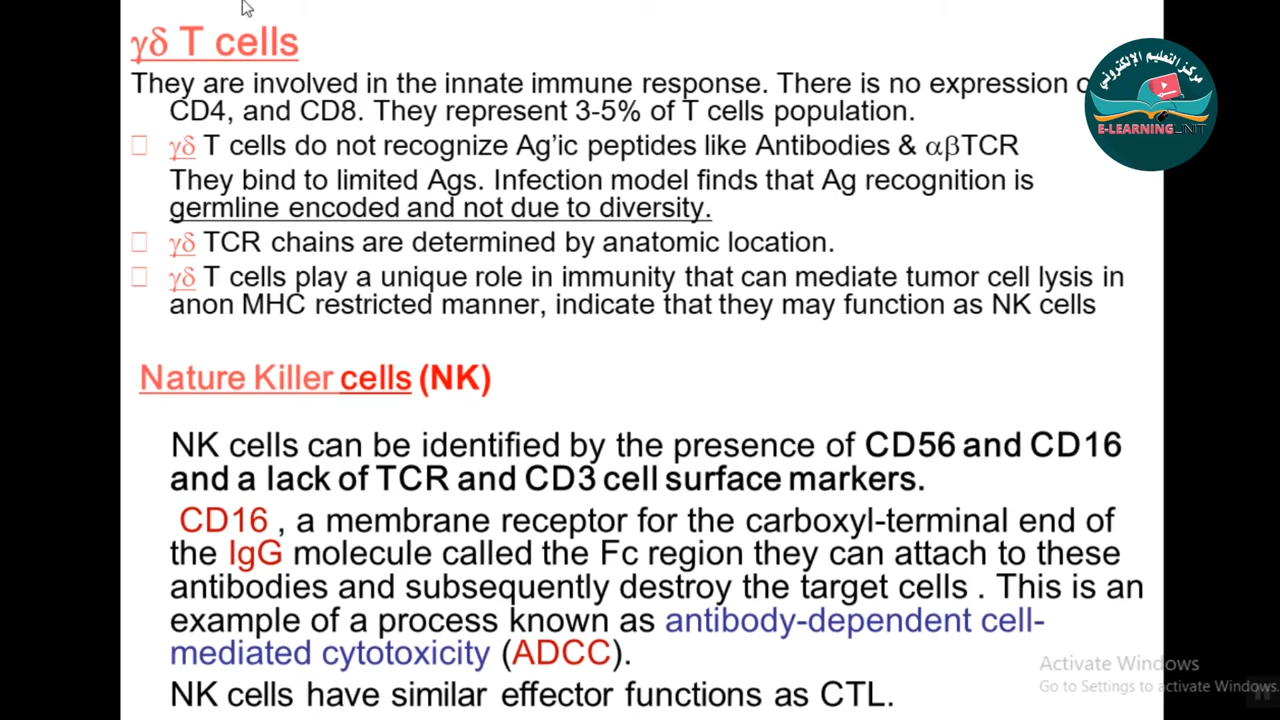 γδ T cells
They are involved in the innate immune response. There is no expression
CD4, and CD8. They represent 3-5% of T cells population.
γδ T cells do not recognize Ag’ic peptides like Antibodies & αβTCR
They bind to limited Ags. Infection model finds that Ag recognition is
germline encoded and not due to diversity.
γδ TCR chains are determined by anatomic location.
γδ T cells play a unique role in immunity that can mediate tumor cell lysis in
anon MHC restricted manner, indicate that they may function as NK cells
Nature Killer cells (NK)
NK cells can be identified by the presence of CD56 and CD16
and a lack of TCR and CD3 cell surface markers.
CD16 , a membrane receptor for the carboxyl-terminal end of
the IgG molecule called the Fc region they can attach to these
antibodies and subsequently destroy the target cells . This is an
example of a process known as antibody-dependent cell-
mediated cytotoxicity (ADCC).
NK cells have similar effector functions as CTL.
مركز التعليم الإلكتروني
E-LEARNING UNIT
Activate Windows
Go to Settings to activate Windows.